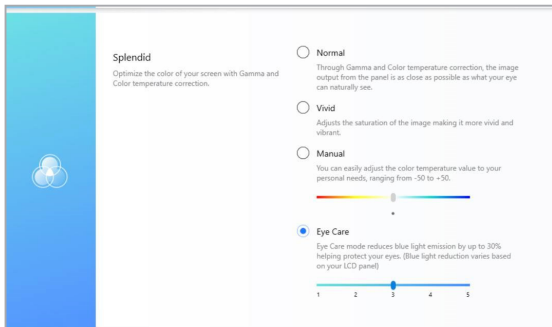 Splendid
Optimize the color of your screen with Gamma and
Color temperature correction.
Normal
Through Gamma and Color temperature correction, the image
output from the panel is as close as possible as what your eye
can naturally see.
Vivid
Adjusts the saturation of the image making it more vivid and
vibrant.
Manual
You can easily adjust the color temperature value to your
personal needs, ranging from -50 to +50.
Eye Care
Eye Care mode reduces blue light emission by up to 30%
helping protect your eyes. (Blue light reduction varies based
on your LCD panel)
1 2 3 4 5